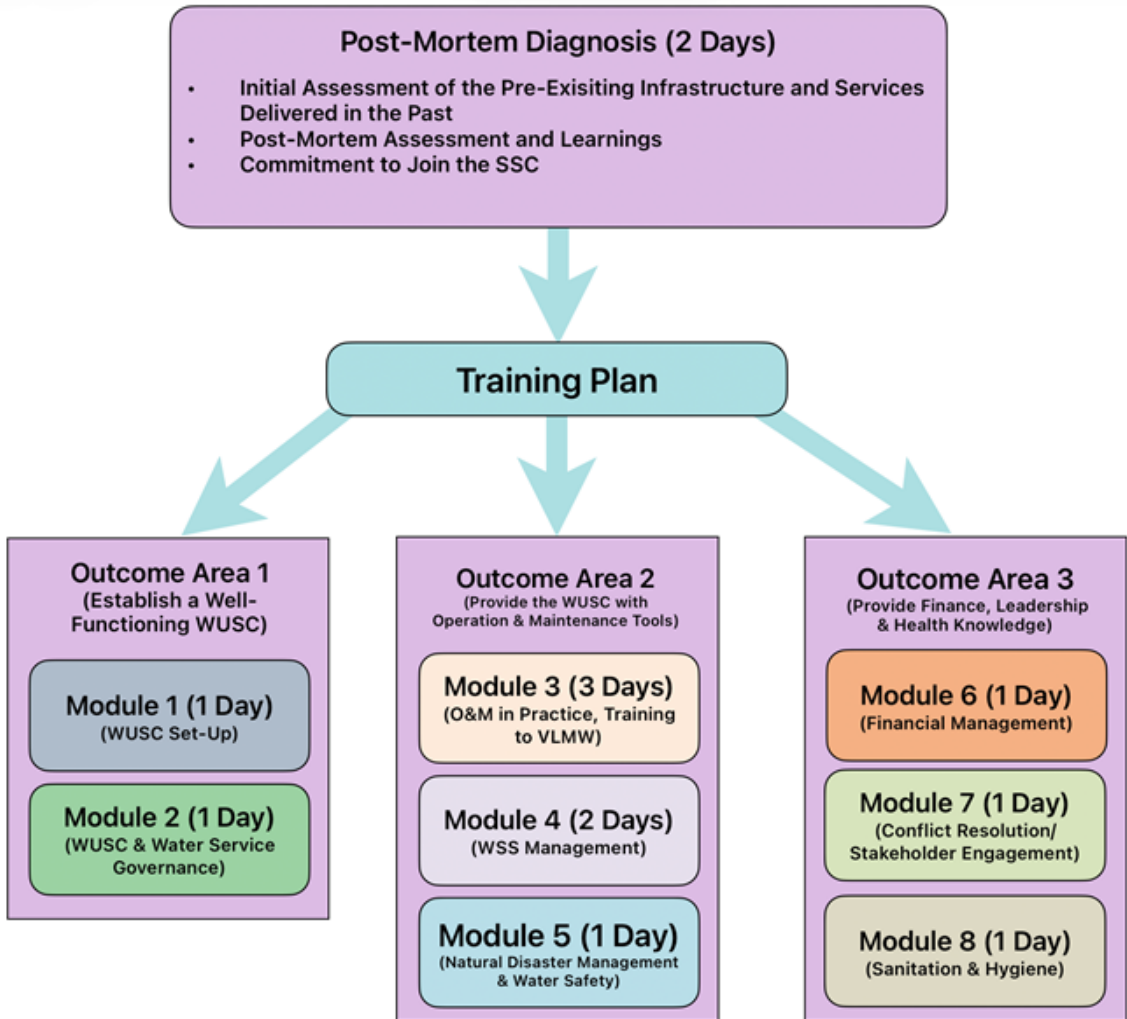 Post-Mortem Diagnosis (2 Days)
• Initial Assessment of the Pre-Exisiting Infrastructure and Services
Delivered in the Past
• Post-Mortem Assessment and Learnings
• Commitment to Join the SSC
Training Plan
Outcome Area 1
(Establish a Well-
Functioning WUSC)
Module 1 (1 Day)
(WUSC Set-Up)
Module 2 (1 Day)
(WUSC & Water Service
Governance)
Outcome Area 2
(Provide the WUSC with
Operation & Maintenance Tools)
Module 3 (3 Days)
(O&M in Practice, Training
to VLMW)
Module 4 (2 Days)
(WSS Management)
Module 5 (1 Day)
(Natural Disaster Management
& Water Safety)
Outcome Area 3
(Provide Finance, Leadership
& Health Knowledge)
Module 6 (1 Day)
(Financial Management)
Module 7 (1 Day)
(Conflict Resolution/
Stakeholder Engagement)
Module 8 (1 Day)
(Sanitation & Hygiene)